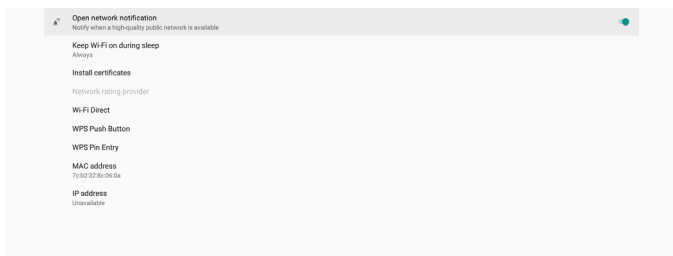 Open network notification
Notify when a high-quality public network is available
Keep Wi-Fi on during sleep
Always
Install certificates
Network rating provider
Wi-Fi Direct
WPS Push Button
WPS Pin Entry
MAC address
7c:b2:32:8c:06:0a
IP address
Unavailable